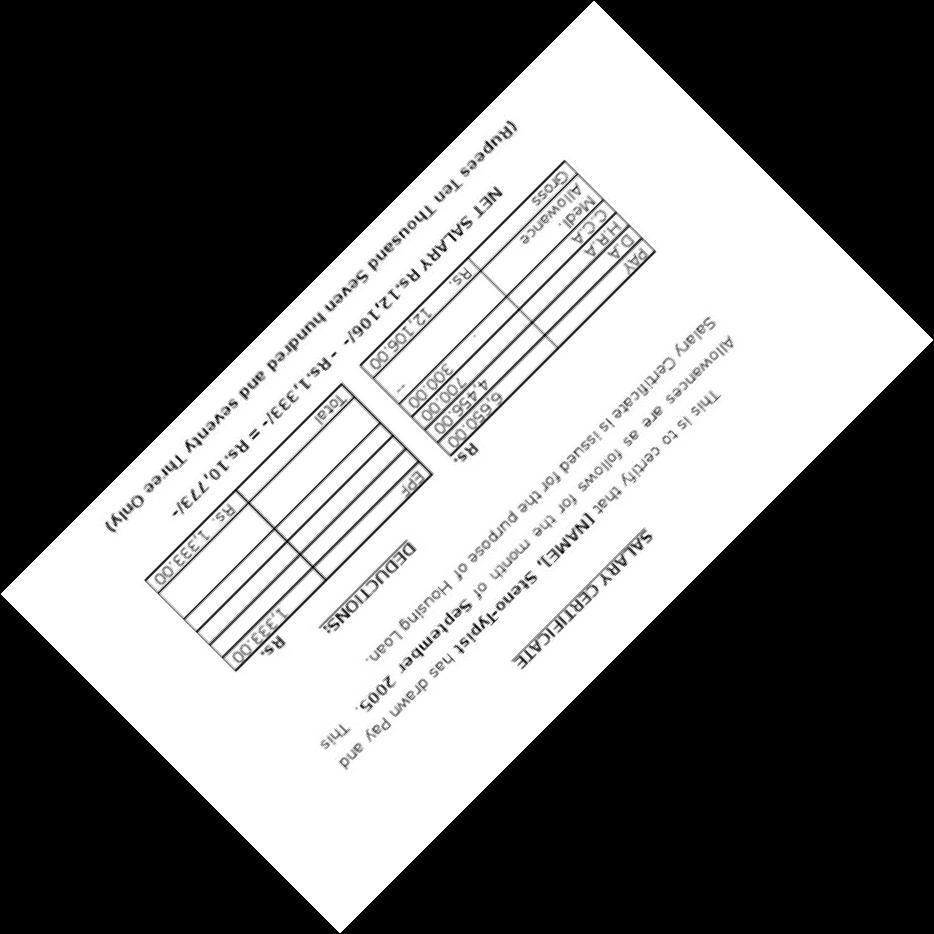 SALARY CERTIFICATE
This is to certify that [NAME], Steno-Typist has drawn Pay and
Allowances are as follows for the month of September 2005. This
Salary Certificate is issued for the purpose of Housing Loan.
DEDUCTIONS:
Rs.
PAY 6,650.00
D.A 4,456.00
H.R.A 700.00
C.C.A 300.00
Medl. --
Allowance
Gross Rs. 12,106.00
Rs.
EPF 1,333.00
Total Rs. 1,333.00
NET SALARY Rs.12,106/- - Rs.1,333/- = Rs.10,773/-
(Rupees Ten Thousand Seven hundred and seventy Three Only)